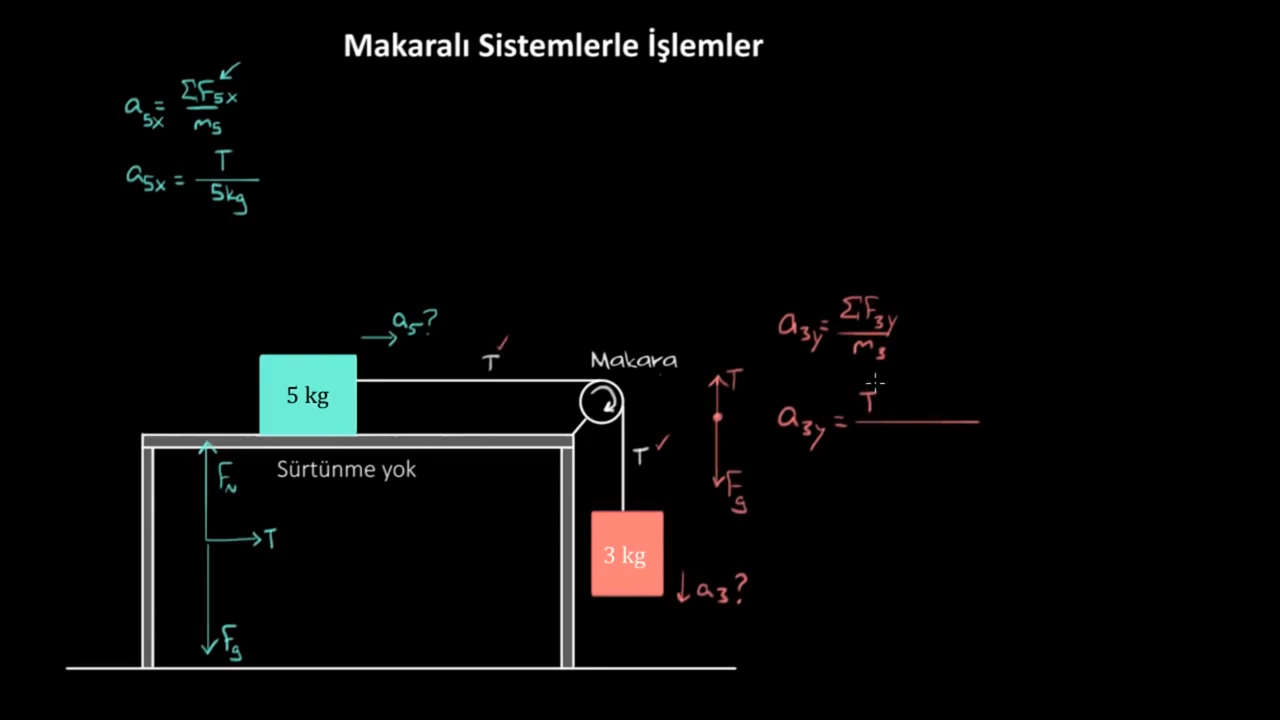 Makaralı Sistemlerle İşlemler
a5x = ΣF5x
m5
a5x = T
5kg
a5?
T
Makara
5 kg
Sürtünme yok
FN
T
Fg
T
3 kg
a3?
T
Fg
a3y = ΣF3y
m3
a3y = T